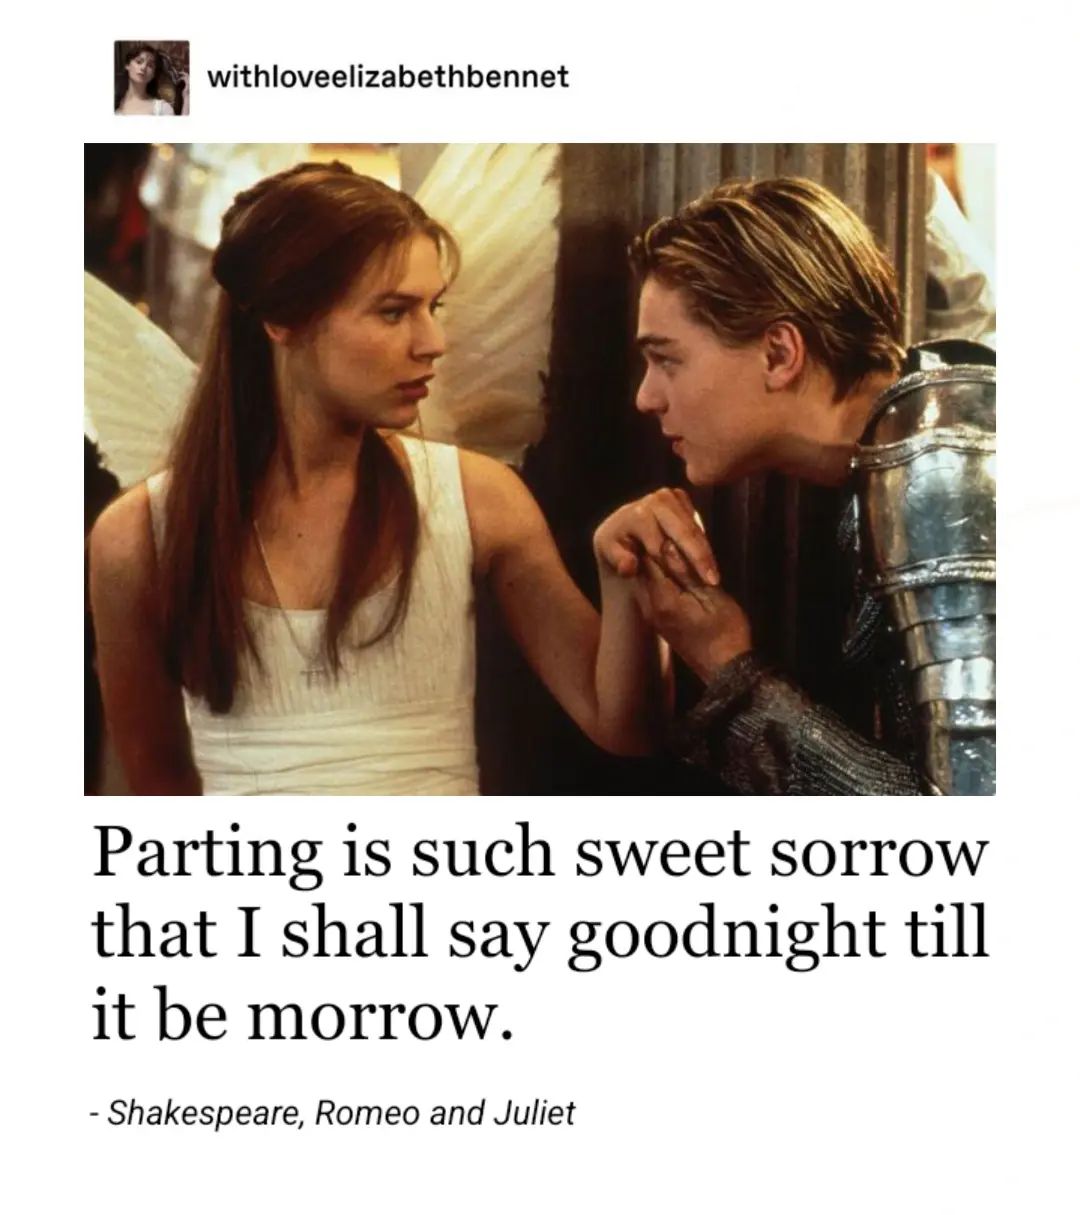 withloveelizabethbennet
Parting is such sweet sorrow
that I shall say goodnight till
it be morrow.
- Shakespeare, Romeo and Juliet